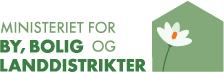 MINISTERIET FOR
BY, BOLIG OG
LANDDISTRIKTER